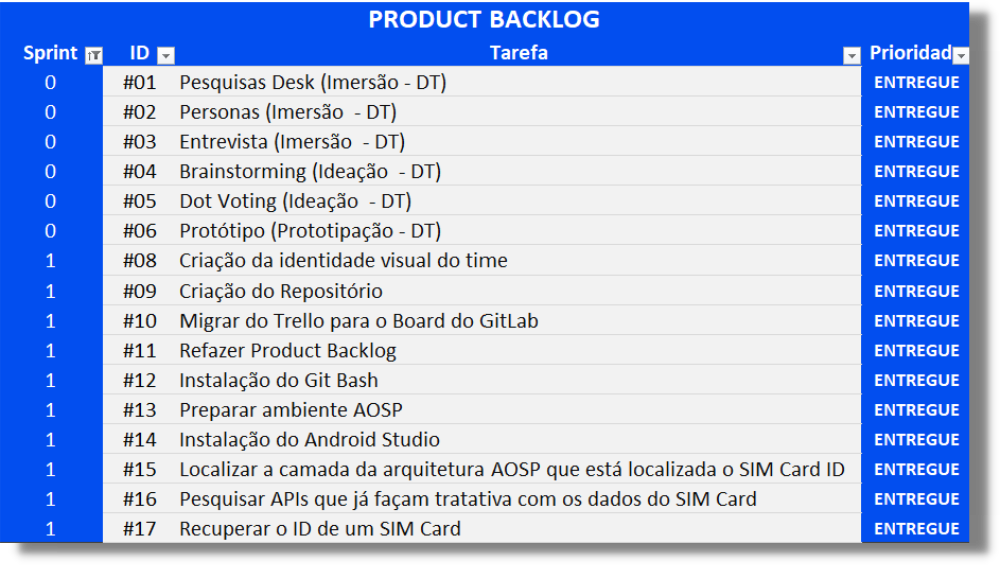 PRODUCT BACKLOG
Sprint ID Tarefa Prioridad
0 #01 Pesquisas Desk (Imersão - DT) ENTREGUE
0 #02 Personas (Imersão - DT) ENTREGUE
0 #03 Entrevista (Imersão - DT) ENTREGUE
0 #04 Brainstorming (Ideação - DT) ENTREGUE
0 #05 Dot Voting (Ideação - DT) ENTREGUE
0 #06 Protótipo (Prototipação - DT) ENTREGUE
1 #08 Criação da identidade visual do time ENTREGUE
1 #09 Criação do Repositório ENTREGUE
1 #10 Migrar do Trello para o Board do GitLab ENTREGUE
1 #11 Refazer Product Backlog ENTREGUE
1 #12 Instalação do Git Bash ENTREGUE
1 #13 Preparar ambiente AOSP ENTREGUE
1 #14 Instalação do Android Studio ENTREGUE
1 #15 Localizar a camada da arquitetura AOSP que está localizada o SIM Card ID ENTREGUE
1 #16 Pesquisar APIs que já façam tratativa com os dados do SIM Card ENTREGUE
1 #17 Recuperar o ID de um SIM Card ENTREGUE